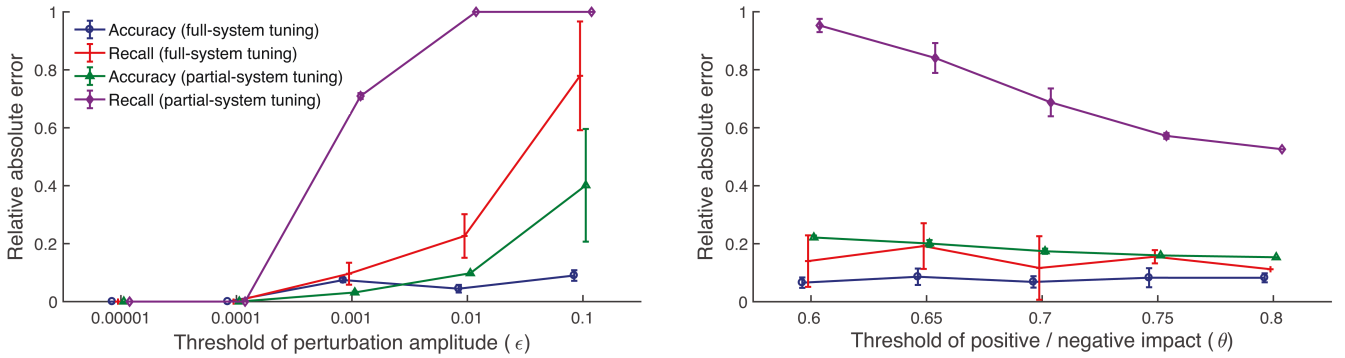 Relative absolute error
1
0.8
0.6
0.4
0.2
0
Accuracy (full-system tuning)
Recall (full-system tuning)
Accuracy (partial-system tuning)
Recall (partial-system tuning)
0.00001 0.0001 0.001 0.01 0.1
Threshold of perturbation amplitude (ϵ)
Relative absolute error
1
0.8
0.6
0.4
0.2
0
0.6 0.65 0.7 0.75 0.8
Threshold of positive / negative impact (θ)